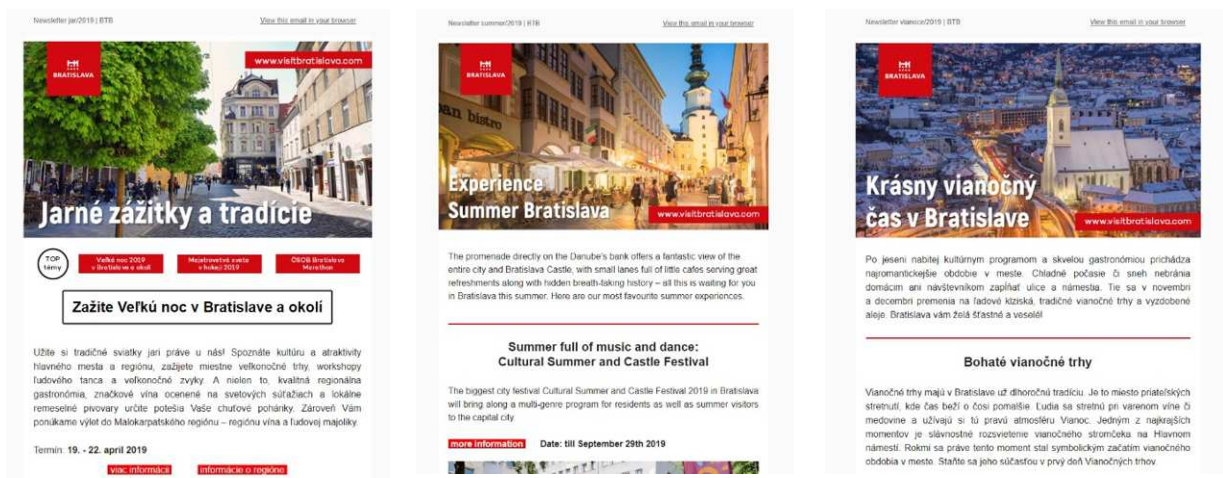 Newsletter jar/2019 | BTB
View this email in your browser
BRATISLAVA
www.visitbratislava.com
Jarné zážitky a tradície
TOP
témy
Veľká noc 2019
v Bratislave a okolí
Majstrovstvá sveta
v hokeji 2019
ČSOB Bratislava
Marathon
Zažite Veľkú noc v Bratislave a okolí
Užite si tradičné sviatky jari práve u nás! Spoznáte kultúru a atraktivity
hlavného mesta a regiónu, zažijete miestne veľkonočné trhy, workshopy
ľudového tanca a veľkonočné zvyky. A nielen to, kvalitná regionálna
gastronómia, značkové vína ocenené na svetových súťažiach a lokálne
remeselné pivovary určite potešia Vaše chuťové poháriky. Zároveň Vám
ponúkame výlet do Malokarpatského regiónu – regiónu vína a ľudovej majoliky.
Termín: 19. - 22. apríl 2019
viac informácií
informácie o regióne
Newsletter summer/2019 | BTB
View this email in your browser
BRATISLAVA
an bistro
Experience
Summer Bratislava
www.visitbratislava.com
The promenade directly on the Danube's bank offers a fantastic view of the
entire city and Bratislava Castle, with small lanes full of little cafes serving great
refreshments along with hidden breath-taking history – all this is waiting for you
in Bratislava this summer. Here are our most favourite summer experiences.
Summer full of music and dance:
Cultural Summer and Castle Festival
The biggest city festival Cultural Summer and Castle Festival 2019 in Bratislava
will bring along a multi-genre program for residents as well as summer visitors
to the capital city.
more information
Date: till September 29th 2019
Newsletter vianoce/2019 | BTB
View this email in your browser
BRATISLAVA
Krásny vianočný
čas v Bratislave
www.visitbratislava.com
Po jeseni nabitej kultúrnym programom a skvelou gastronómiou prichádza
najromantickejšie obdobie v meste. Chladné počasie či sneh nebránia
domácim ani návštevníkom zapĺňať ulice a námestia. Tie sa v novembri
a decembri premenia na ľadové klziská, tradičné vianočné trhy a vyzdobené
aleje. Bratislava vám želá šťastné a veselé!
Bohaté vianočné trhy
Vianočné trhy majú v Bratislave už dlhoročnú tradíciu. Je to miesto priateľských
stretnutí, kde čas beží o čosi pomalšie. Ľudia sa stretnú pri varenom víne či
medovine a užívajú si tú pravú atmosféru Vianoc. Jedným z najkrajších
momentov je slávnostné rozsvietenie vianočného stromčeka na Hlavnom
námestí. Rokmi sa práve tento moment stal symbolickým začatím vianočného
obdobia v meste. Staňte sa jeho súčasťou v prvý deň Vianočných trhov.